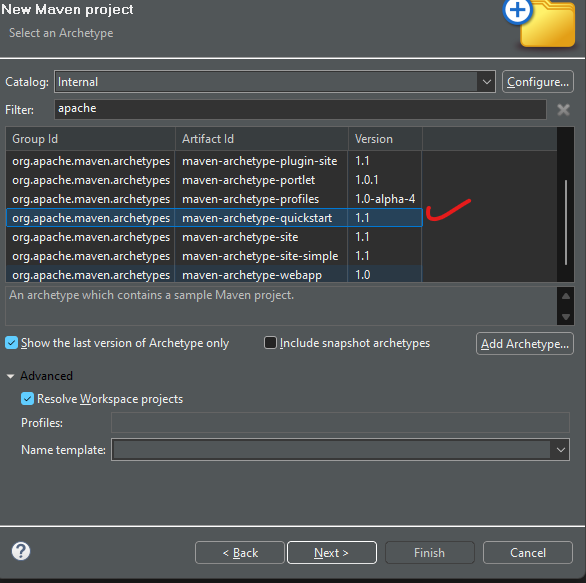 New Maven project
Select an Archetype
Catalog: Internal Configure...
Filter: apache
Group Id Artifact Id Version
org.apache.maven.archetypes maven-archetype-plugin-site 1.1
org.apache.maven.archetypes maven-archetype-portlet 1.0.1
org.apache.maven.archetypes maven-archetype-profiles 1.0-alpha-4
org.apache.maven.archetypes maven-archetype-quickstart 1.1
org.apache.maven.archetypes maven-archetype-site 1.1
org.apache.maven.archetypes maven-archetype-site-simple 1.1
org.apache.maven.archetypes maven-archetype-webapp 1.0
An archetype which contains a sample Maven project.
Show the last version of Archetype only Include snapshot archetypes Add Archetype...
Advanced
Resolve Workspace projects
Profiles:
Name template:
? < Back Next > Finish Cancel